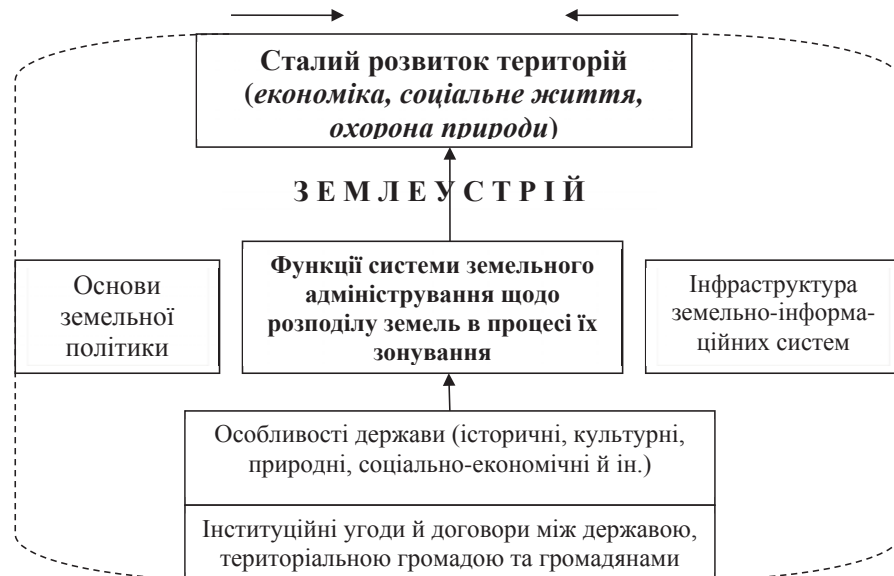 Сталий розвиток територій
(економіка, соціальне життя,
охорона природи)
З Е М Л Е У С Т Р І Й
Основи
земельної
політики
Функції системи земельного
адміністрування щодо
розподілу земель в процесі їх
зонування
Інфраструктура
земельно-інформа-
ційних систем
Особливості держави (історичні, культурні,
природні, соціально-економічні й ін.)
Інституційні угоди й договори між державою,
територіальною громадою та громадянами